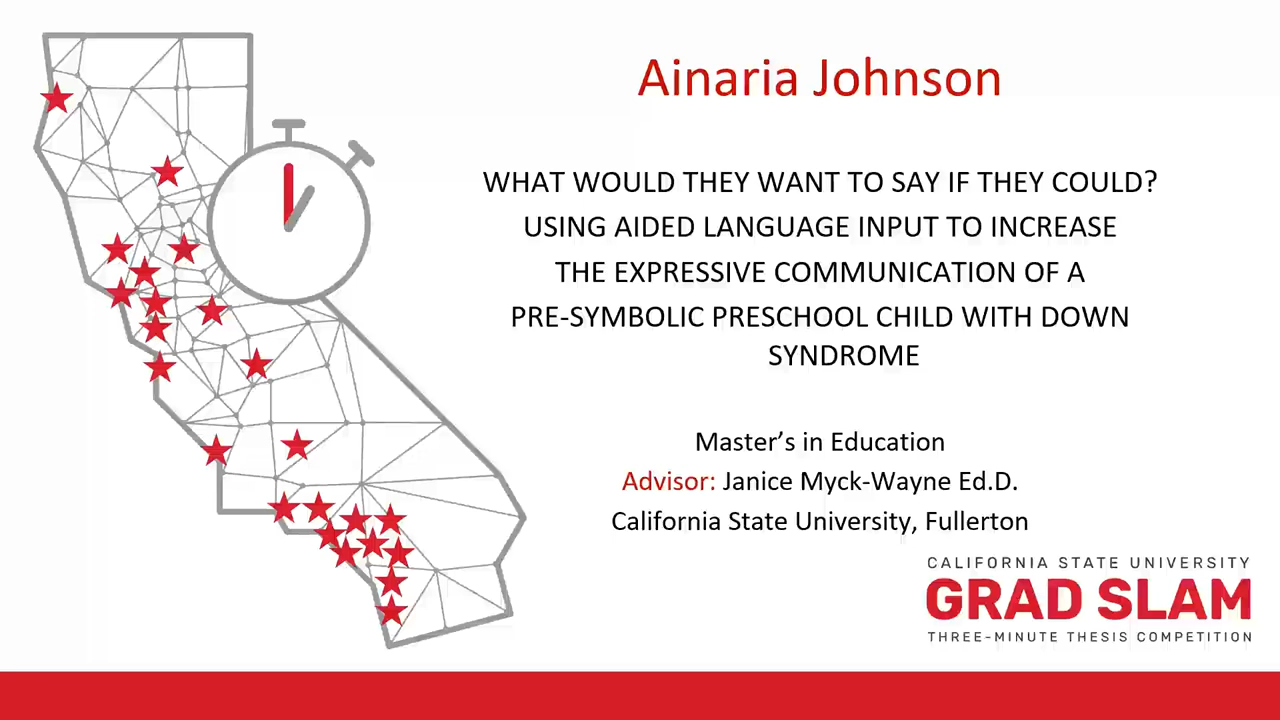 Ainaria Johnson
WHAT WOULD THEY WANT TO SAY IF THEY COULD?
USING AIDED LANGUAGE INPUT TO INCREASE
THE EXPRESSIVE COMMUNICATION OF A
PRE-SYMBOLIC PRESCHOOL CHILD WITH DOWN
SYNDROME
Master’s in Education
Advisor: Janice Myck-Wayne Ed.D.
California State University, Fullerton
CALIFORNIA STATE UNIVERSITY
GRAD SLAM
THREE-MINUTE THESIS COMPETITION